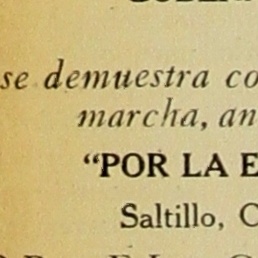 se demuestra co
marcha, an
“POR LA E
Saltillo, C